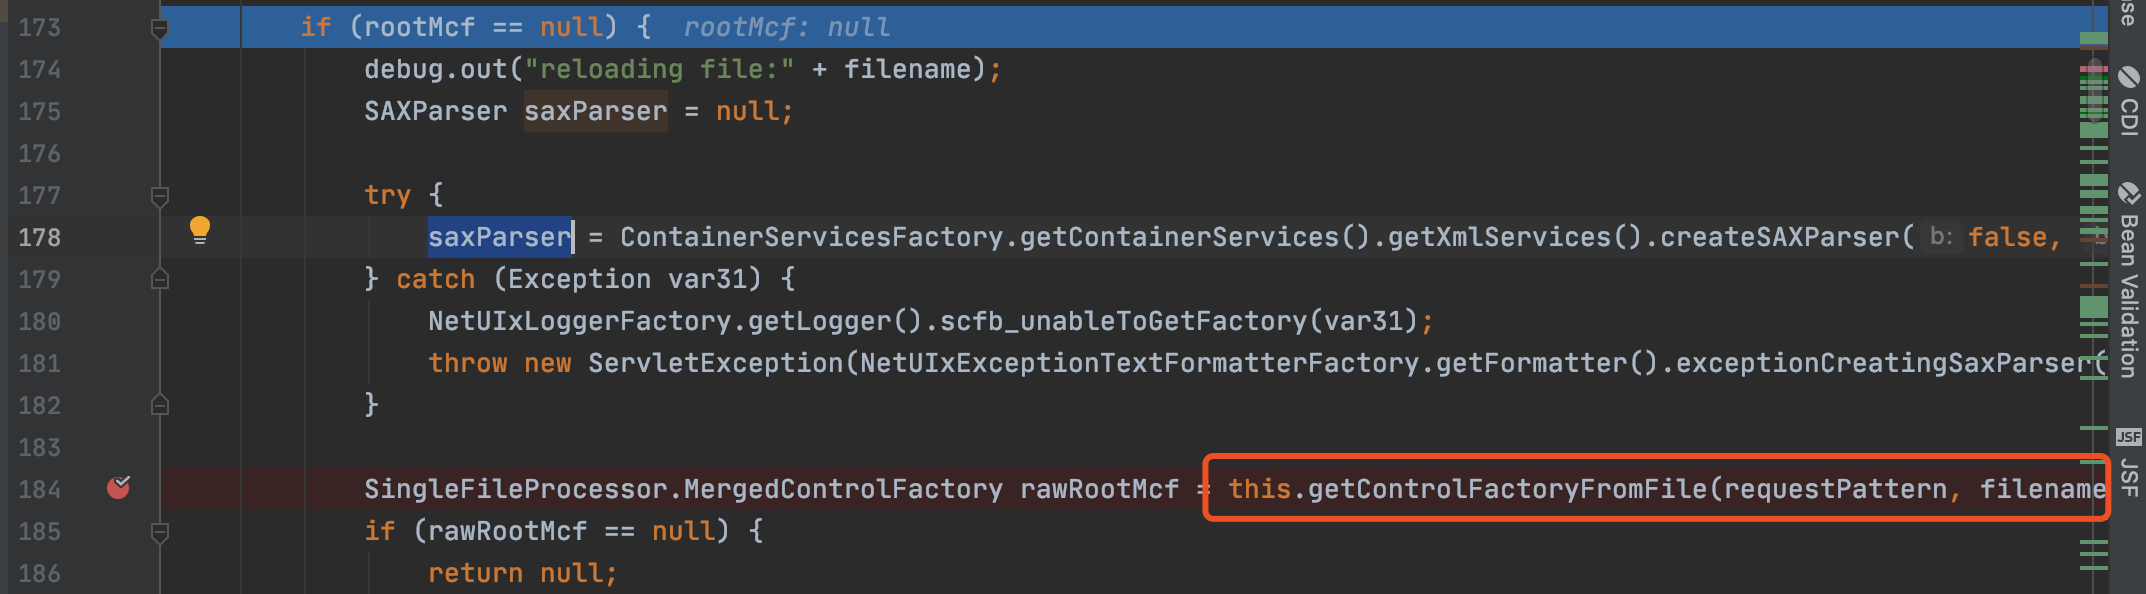 173 if (rootMcf == null) { rootMcf: null
174 debug.out("reloading file:" + filename);
175 SAXParser saxParser = null;
176
177 try {
178 saxParser = ContainerServicesFactory.getContainerServices().getXmlServices().createSAXParser( b: false,
179 } catch (Exception var31) {
180 NetUIxLoggerFactory.getLogger().scfb_unableToGetFactory(var31);
181 throw new ServletException(NetUIxExceptionTextFormatterFactory.getFormatter().exceptionCreatingSaxParser(
182 }
183
184 SingleFileProcessor.MergedControlFactory rawRootMcf = this.getControlFactoryFromFile(requestPattern, filename
185 if (rawRootMcf == null) {
186 return null;
CDI
Bean Validation
JSF
JSF